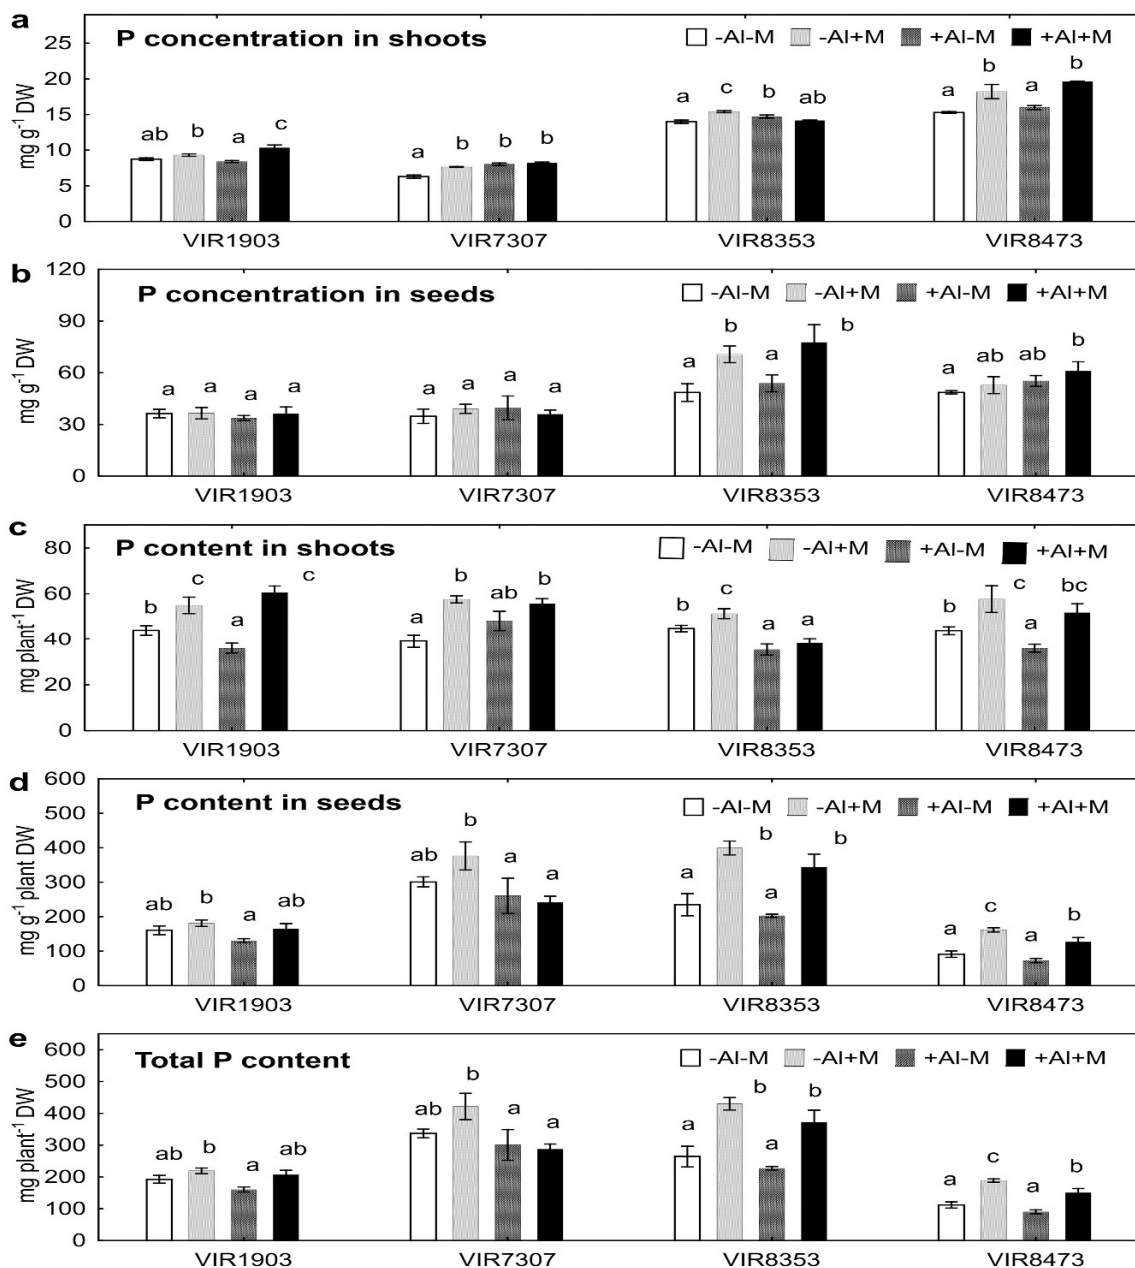 a
P concentration in shoots
-Al-M -Al+M +Al-M +Al+M
mg g-1 DW
25
20
15
10
5
0
ab b a c
a b b b
a c b ab
a b a b
VIR1903 VIR7307 VIR8353 VIR8473
b
P concentration in seeds
-Al-M -Al+M +Al-M +Al+M
mg g-1 DW
120
90
60
30
0
a a a a
a a a a
a b a b
a ab ab b
VIR1903 VIR7307 VIR8353 VIR8473
c
P content in shoots
-Al-M -Al+M +Al-M +Al+M
mg plant-1 DW
80
60
40
20
0
b c a c
a b ab b
b c a a
b c a bc
VIR1903 VIR7307 VIR8353 VIR8473
d
P content in seeds
-Al-M -Al+M +Al-M +Al+M
mg g-1 plant DW
600
500
400
300
200
100
0
ab b a ab
ab b a a
a b a b
a c a b
VIR1903 VIR7307 VIR8353 VIR8473
e
Total P content
-Al-M -Al+M +Al-M +Al+M
mg plant-1 DW
600
500
400
300
200
100
0
ab b a ab
ab b a a
a b a b
a c a b
VIR1903 VIR7307 VIR8353 VIR8473